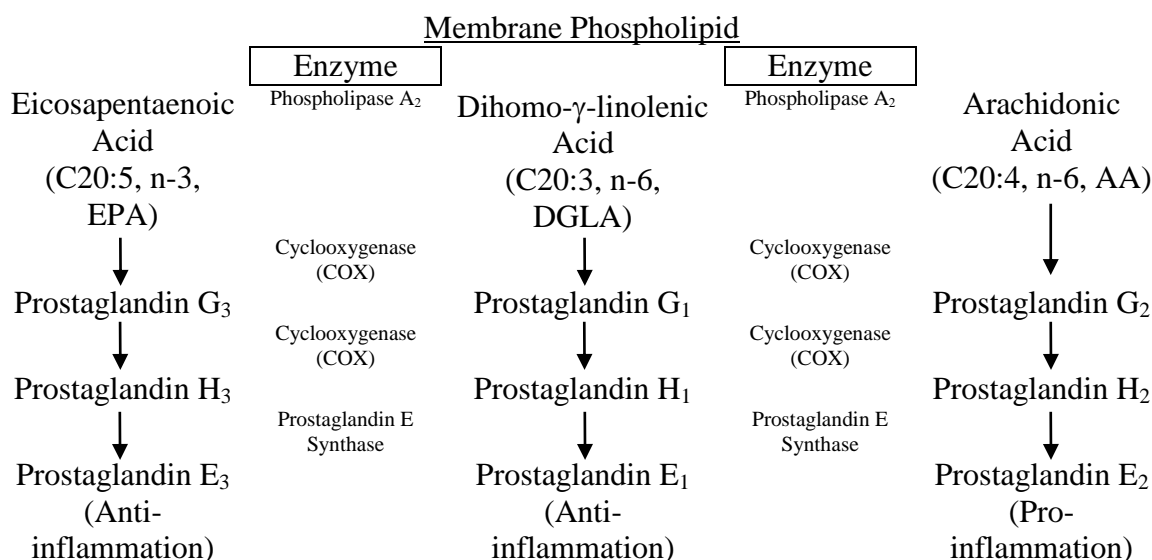 Membrane Phospholipid
Enzyme
Enzyme
Phospholipase A₂
Phospholipase A₂
Eicosapentaenoic
Acid
(C20:5, n-3,
EPA)
Dihomo-γ-linolenic
Acid
(C20:3, n-6,
DGLA)
Arachidonic
Acid
(C20:4, n-6, AA)
Cyclooxygenase
(COX)
Cyclooxygenase
(COX)
Prostaglandin G₃
Prostaglandin G₁
Prostaglandin G₂
Cyclooxygenase
(COX)
Cyclooxygenase
(COX)
Prostaglandin H₃
Prostaglandin H₁
Prostaglandin H₂
Prostaglandin E
Synthase
Prostaglandin E
Synthase
Prostaglandin E₃
(Anti-
inflammation)
Prostaglandin E₁
(Anti-
inflammation)
Prostaglandin E₂
(Pro-
inflammation)